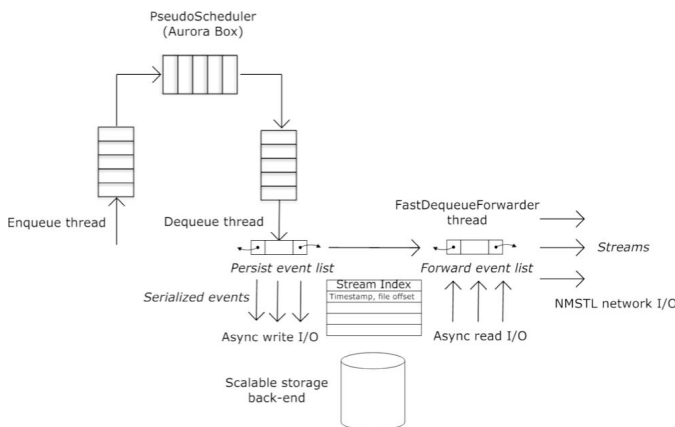 PseudoScheduler
(Aurora Box)
Enqueue thread
Dequeue thread
FastDequeueForwarder
thread
Persist event list
Forward event list
Streams
Serialized events
Stream Index
Timestamp, file offset
NMSTL network I/O
Async write I/O
Async read I/O
Scalable storage
back-end